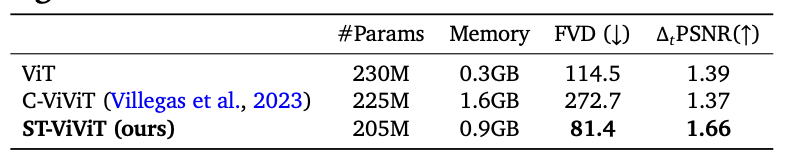 #Params Memory FVD (↓) ΔₜPSNR(↑)
ViT 230M 0.3GB 114.5 1.39
C-ViViT (Villegas et al., 2023) 225M 1.6GB 272.7 1.37
ST-ViViT (ours) 205M 0.9GB 81.4 1.66